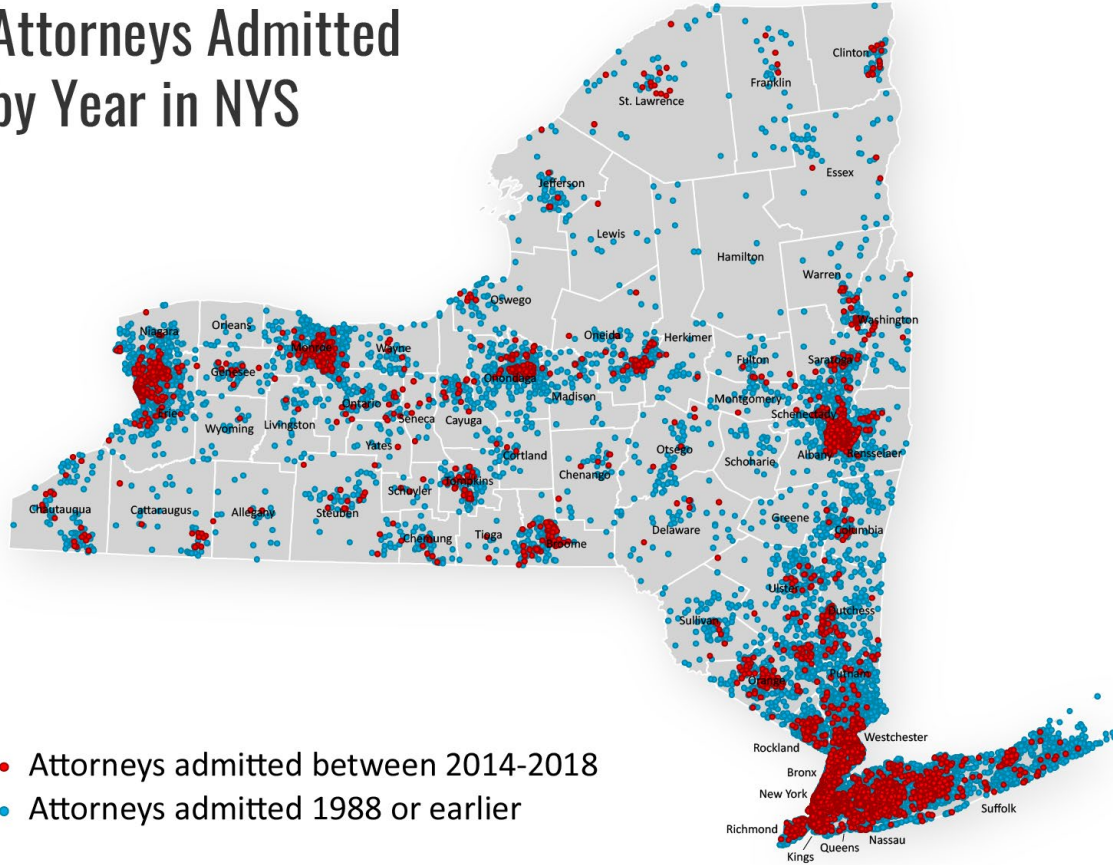 Attorneys Admitted
by Year in NYS
Clinton
Franklin
St. Lawrence
Essex
Jefferson
Lewis
Hamilton
Warren
Oswego
Washington
Orleans
Niagara
Oneida
Herkimer
Monroe
Wayne
Fulton
Saratoga
Genesee
Onondaga
Madison
Montgomery
Ontario
Erie
Seneca
Cayuga
Schenectady
Wyoming
Livingston
Yates
Otsego
Albany
Rensselaer
Cortland
Schoharie
Chenango
Tompkins
Schuyler
Chautauqua
Cattaraugus
Allegany
Steuben
Greene
Delaware
Columbia
Chemung
Tioga
Broome
Ulster
Dutchess
Sullivan
Putnam
Orange
Westchester
Rockland
Attorneys admitted between 2014-2018
Bronx
New York
Attorneys admitted 1988 or earlier
Suffolk
Richmond
Nassau
Queens
Kings